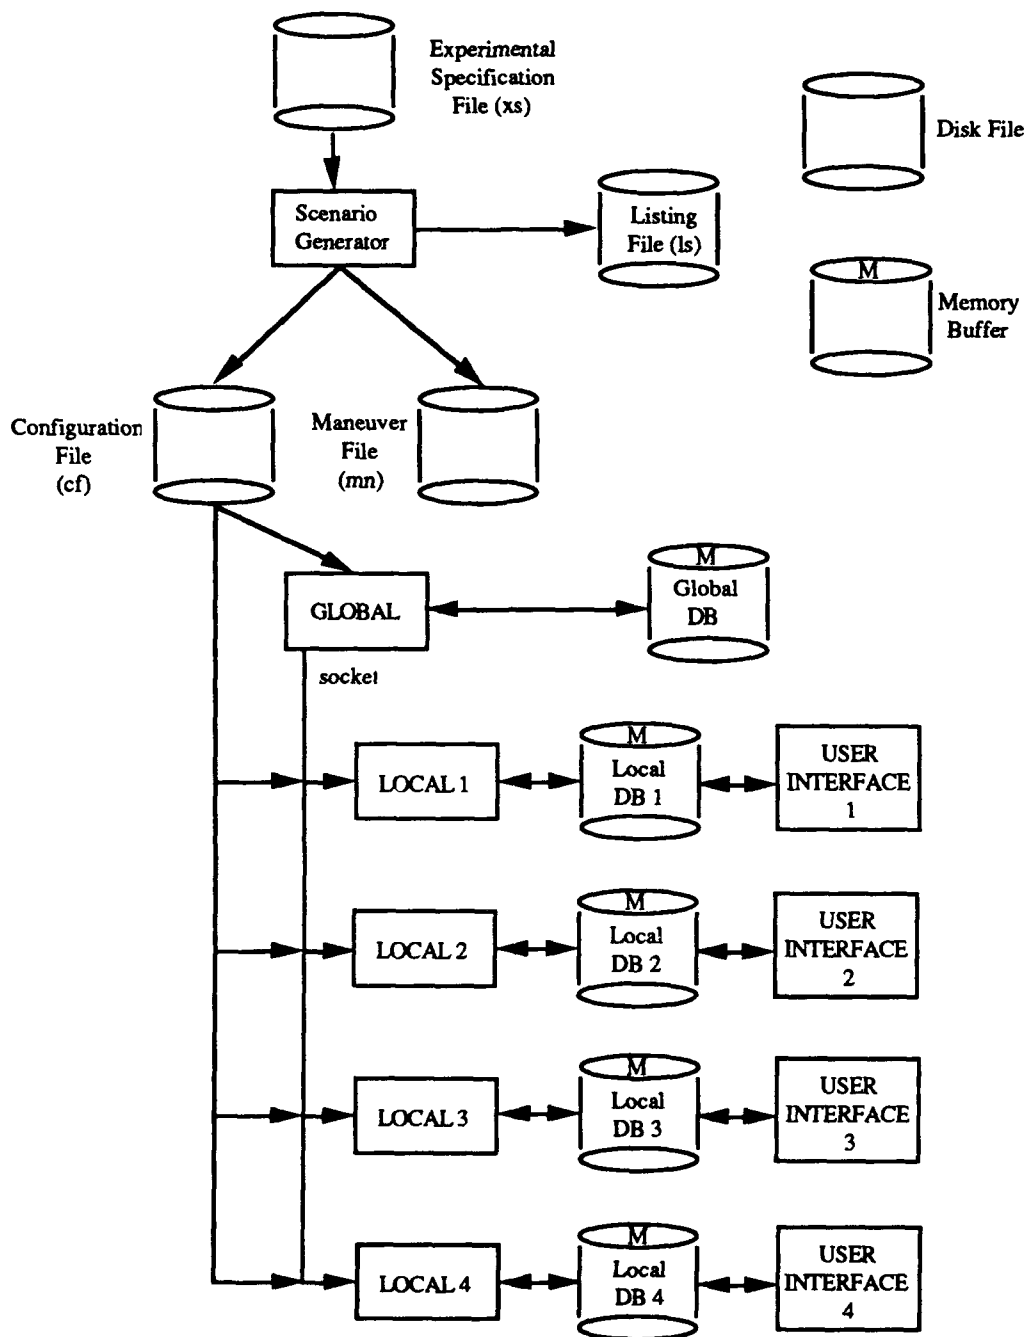 Experimental
Specification
File (xs)
Disk File
Scenario
Generator
Listing
File (ls)
M
Memory
Buffer
Configuration
File
(cf)
Maneuver
File
(mn)
M
Global
DB
GLOBAL
socket
M
LOCAL 1
Local
DB 1
USER
INTERFACE
1
M
LOCAL 2
Local
DB 2
USER
INTERFACE
2
M
LOCAL 3
Local
DB 3
USER
INTERFACE
3
M
LOCAL 4
Local
DB 4
USER
INTERFACE
4